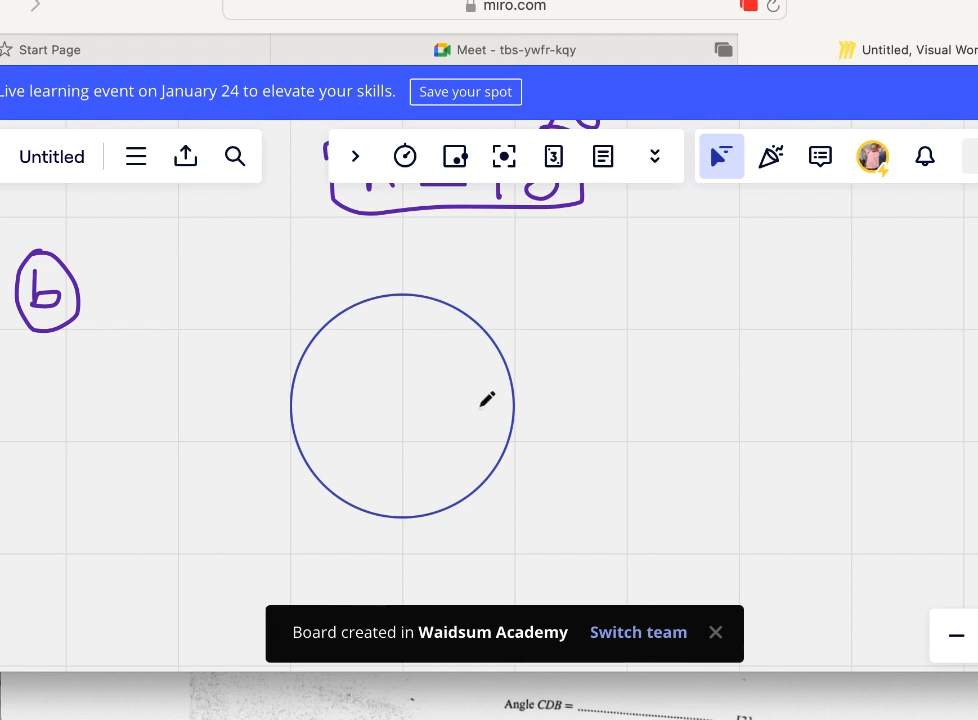 miro.com
Start Page
Meet - tbs-ywfr-kqy
Untitled, Visual Wor
Live learning event on January 24 to elevate your skills.
Save your spot
Untitled
3
b
Board created in Waidsum Academy Switch team
Angle CDB =